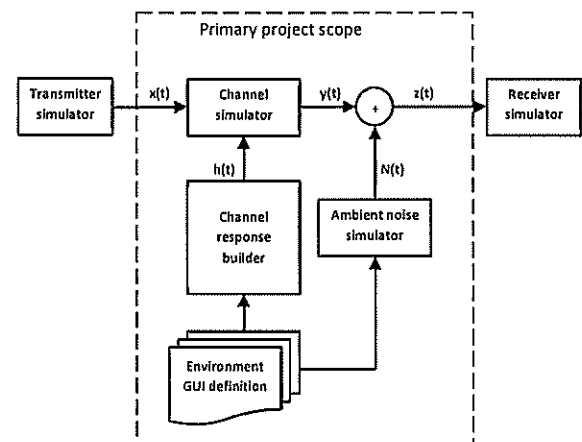 Primary project scope
Transmitter
simulator
x(t)
Channel
simulator
y(t)
+
z(t)
Receiver
simulator
h(t)
N(t)
Channel
response
builder
Ambient noise
simulator
Environment
GUI definition